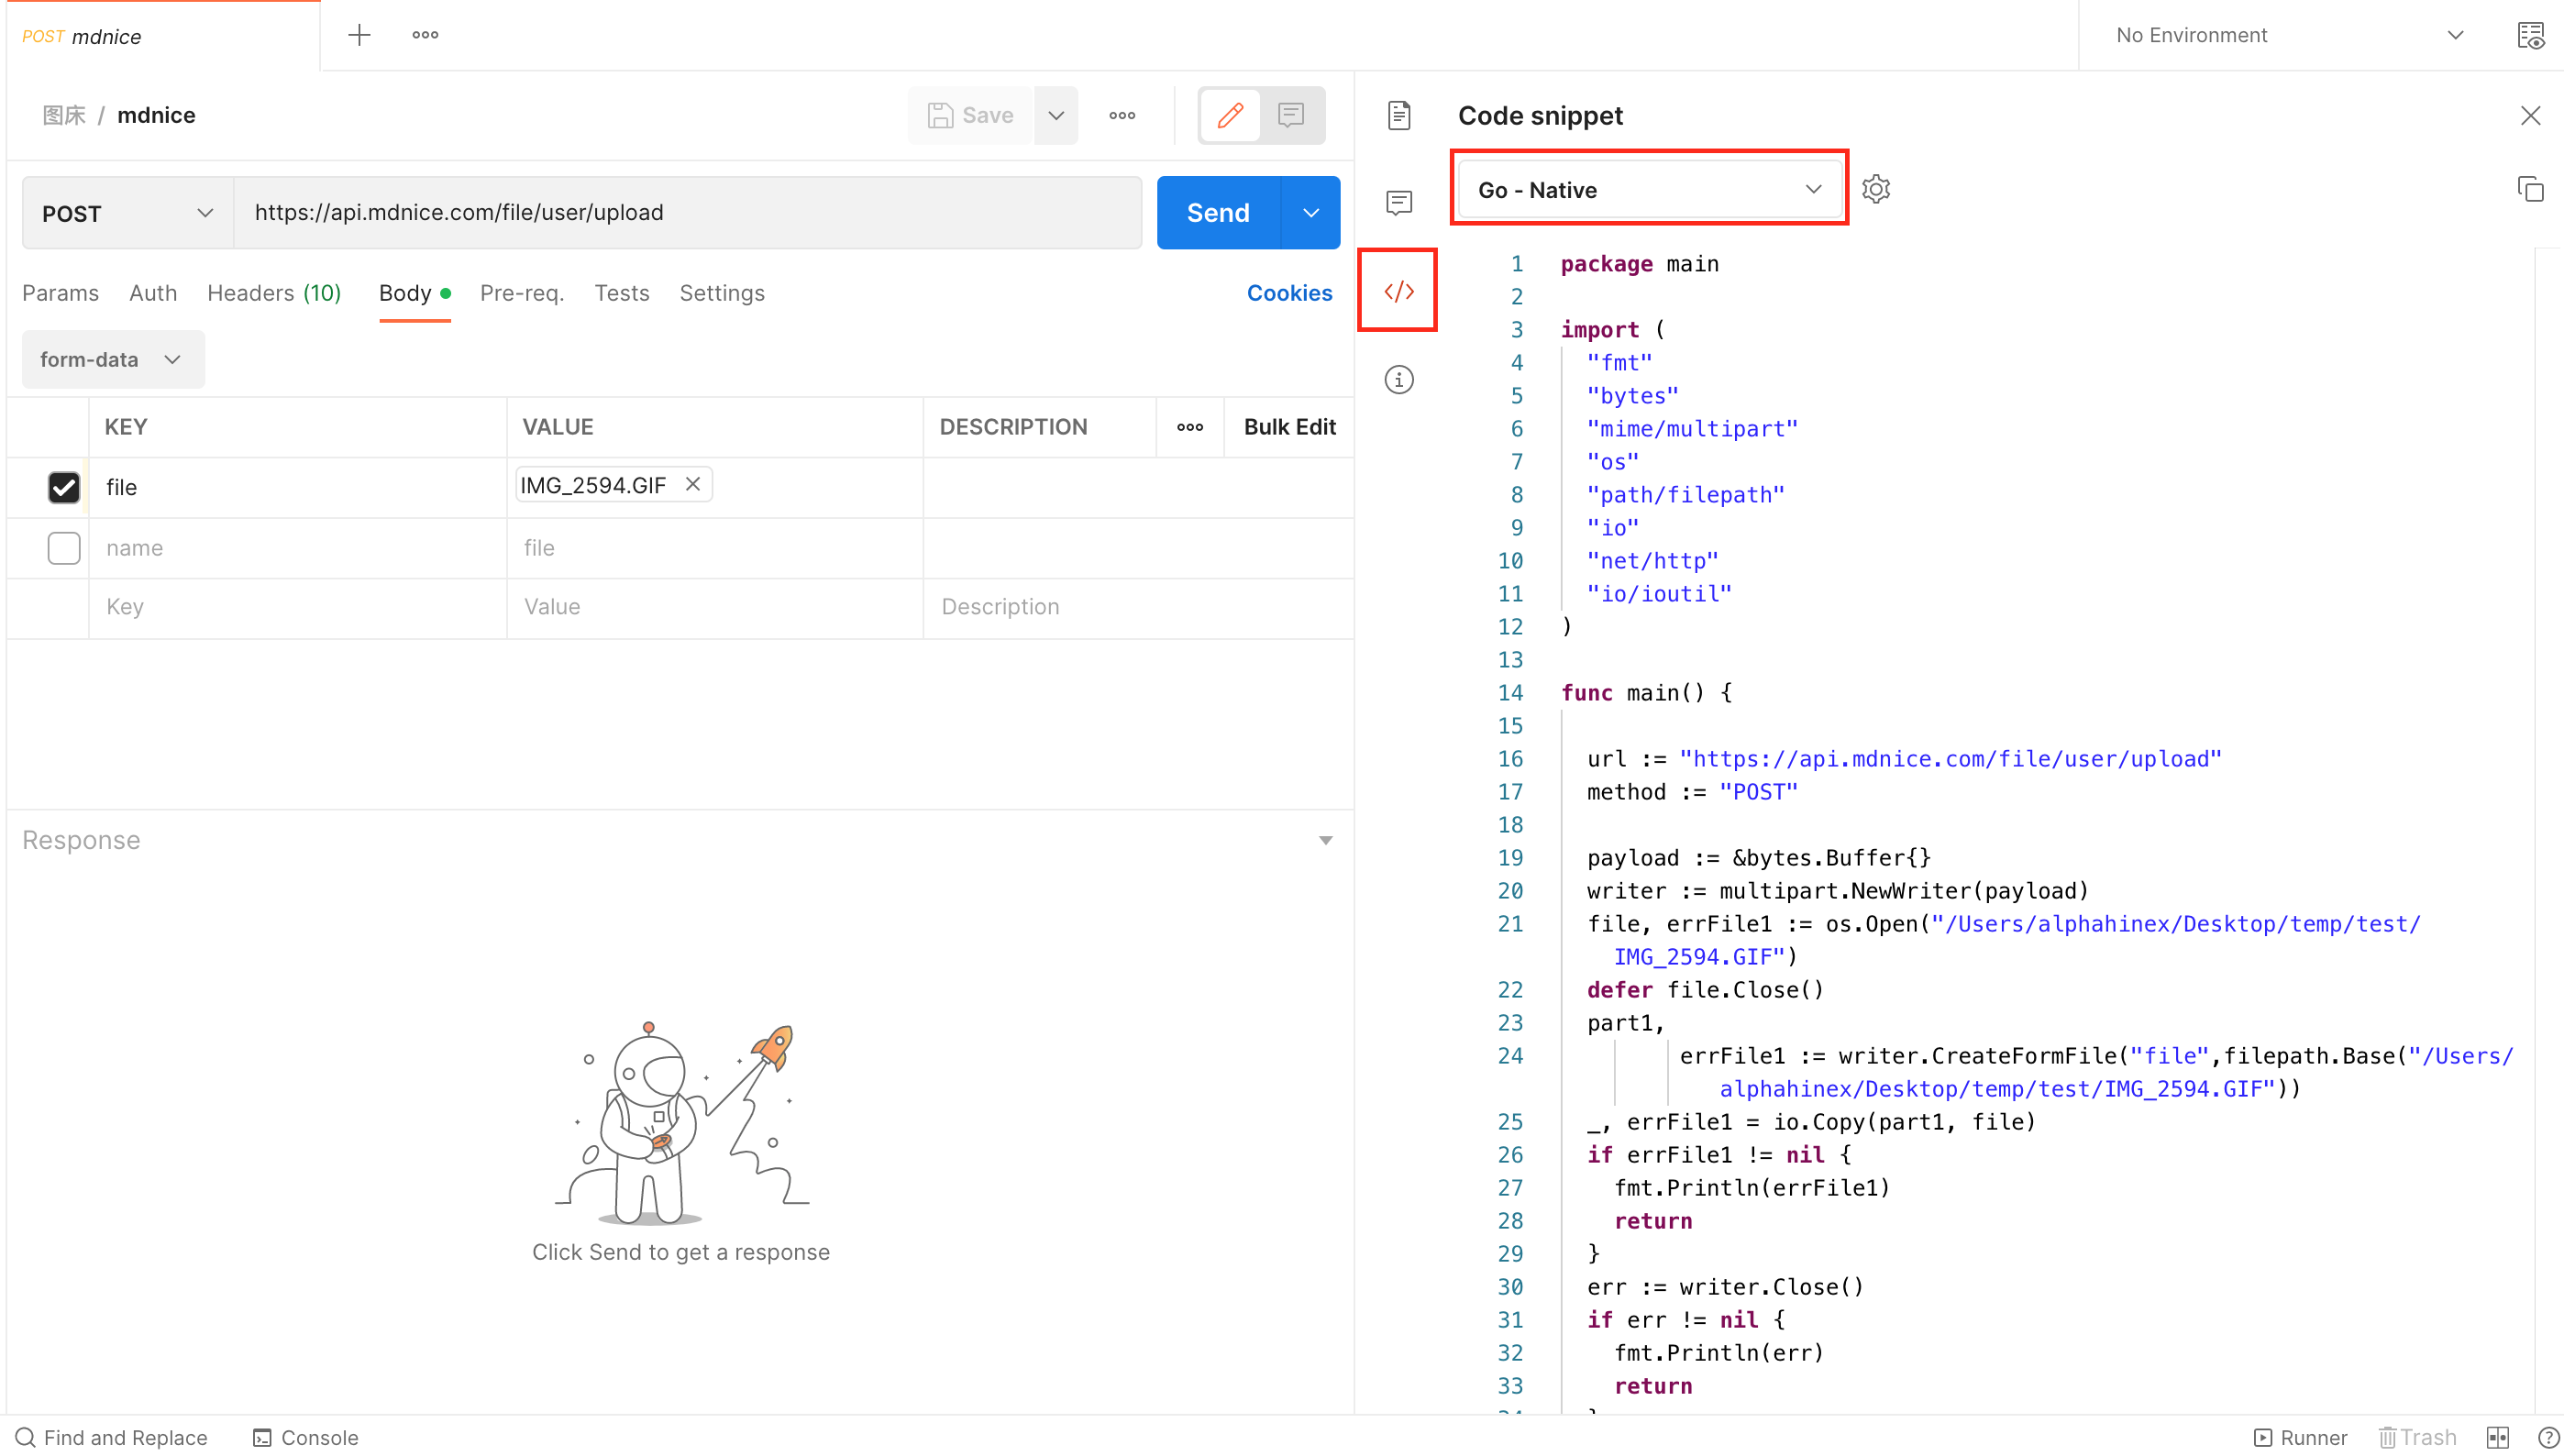 POST mdnice
No Environment
图床 / mdnice
Save
POST
https://api.mdnice.com/file/user/upload
Send
Params Auth Headers (10) Body Pre-req. Tests Settings
Cookies
form-data
KEY VALUE DESCRIPTION Bulk Edit
file IMG_2594.GIF
name file
Key Value Description
Response
Click Send to get a response
Code snippet
Go - Native
1 package main
2
3 import (
4 "fmt"
5 "bytes"
6 "mime/multipart"
7 "os"
8 "path/filepath"
9 "io"
10 "net/http"
11 "io/ioutil"
12 )
13
14 func main() {
15
16 url := "https://api.mdnice.com/file/user/upload"
17 method := "POST"
18
19 payload := &bytes.Buffer{}
20 writer := multipart.NewWriter(payload)
21 file, errFile1 := os.Open("/Users/alphahinex/Desktop/temp/test/
IMG_2594.GIF")
22 defer file.Close()
23 part1,
24 errFile1 := writer.CreateFormFile("file",filepath.Base("/Users/
alphahinex/Desktop/temp/test/IMG_2594.GIF"))
25 _, errFile1 = io.Copy(part1, file)
26 if errFile1 != nil {
27 fmt.Println(errFile1)
28 return
29 }
30 err := writer.Close()
31 if err != nil {
32 fmt.Println(err)
33 return
Find and Replace Console
Runner Trash